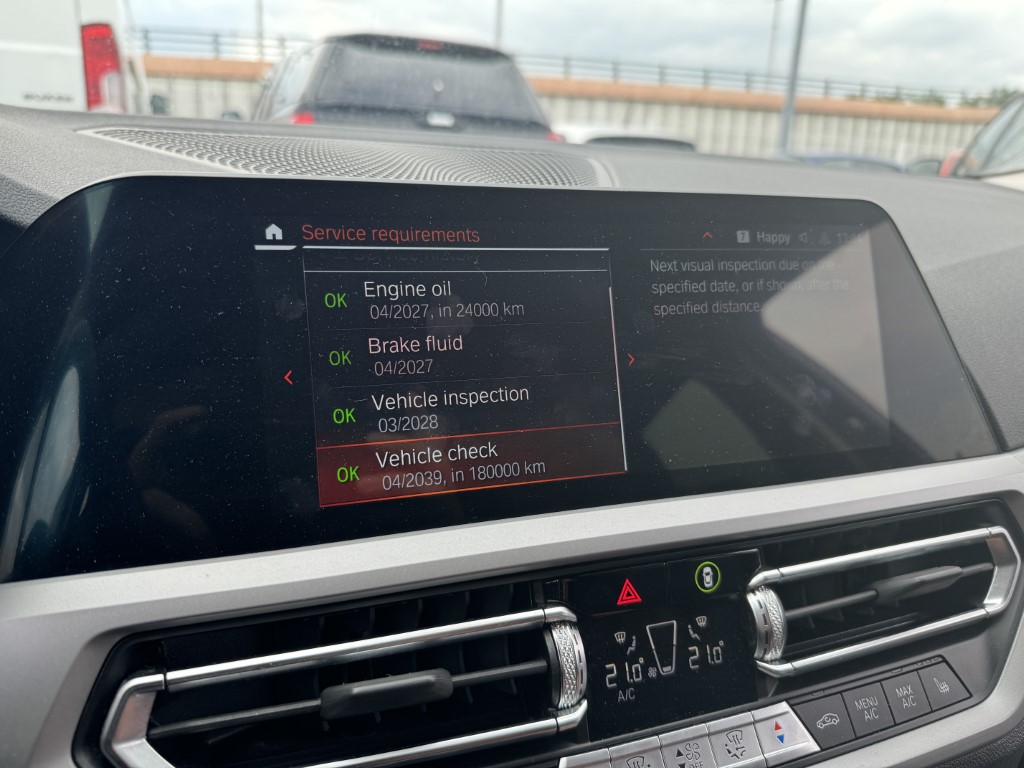 Service requirements
OK Engine oil
04/2027, in 24000 km
OK Brake fluid
04/2027
OK Vehicle inspection
03/2028
OK Vehicle check
04/2039, in 180000 km
Happy
Next visual inspection due
specified date, or if shown, after the
specified distance.
21.0°
21.0°
A/C
MENU
A/C
MAX
A/C
OFF